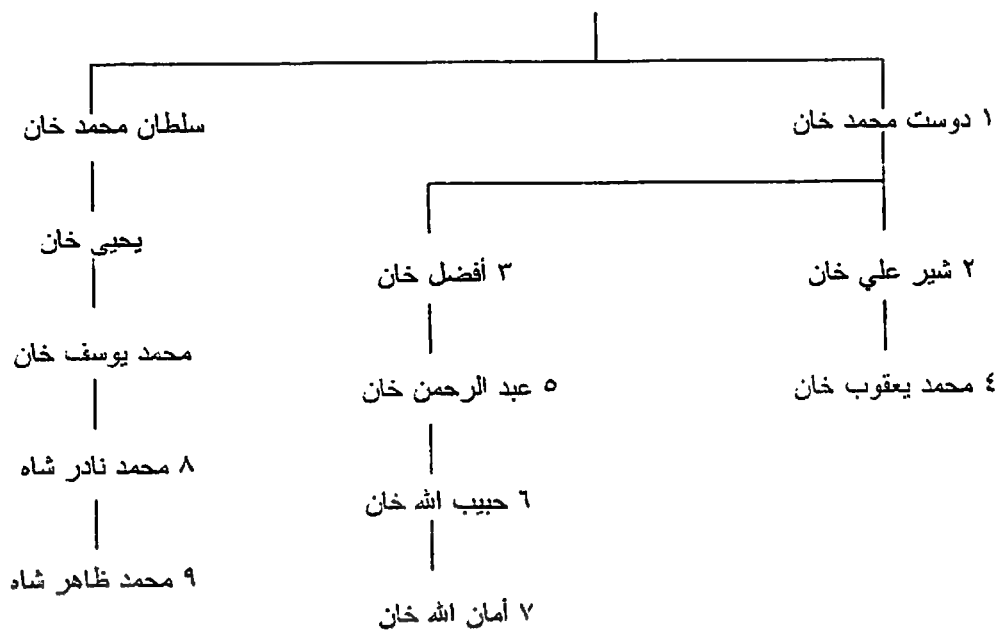 ١ دوست محمد خان
سلطان محمد خان
٢ شير علي خان
٣ أفضل خان
يحيى خان
٤ محمد يعقوب خان
٥ عبد الرحمن خان
محمد يوسف خان
٦ حبيب الله خان
٨ محمد نادر شاه
٧ أمان الله خان
٩ محمد ظاهر شاه